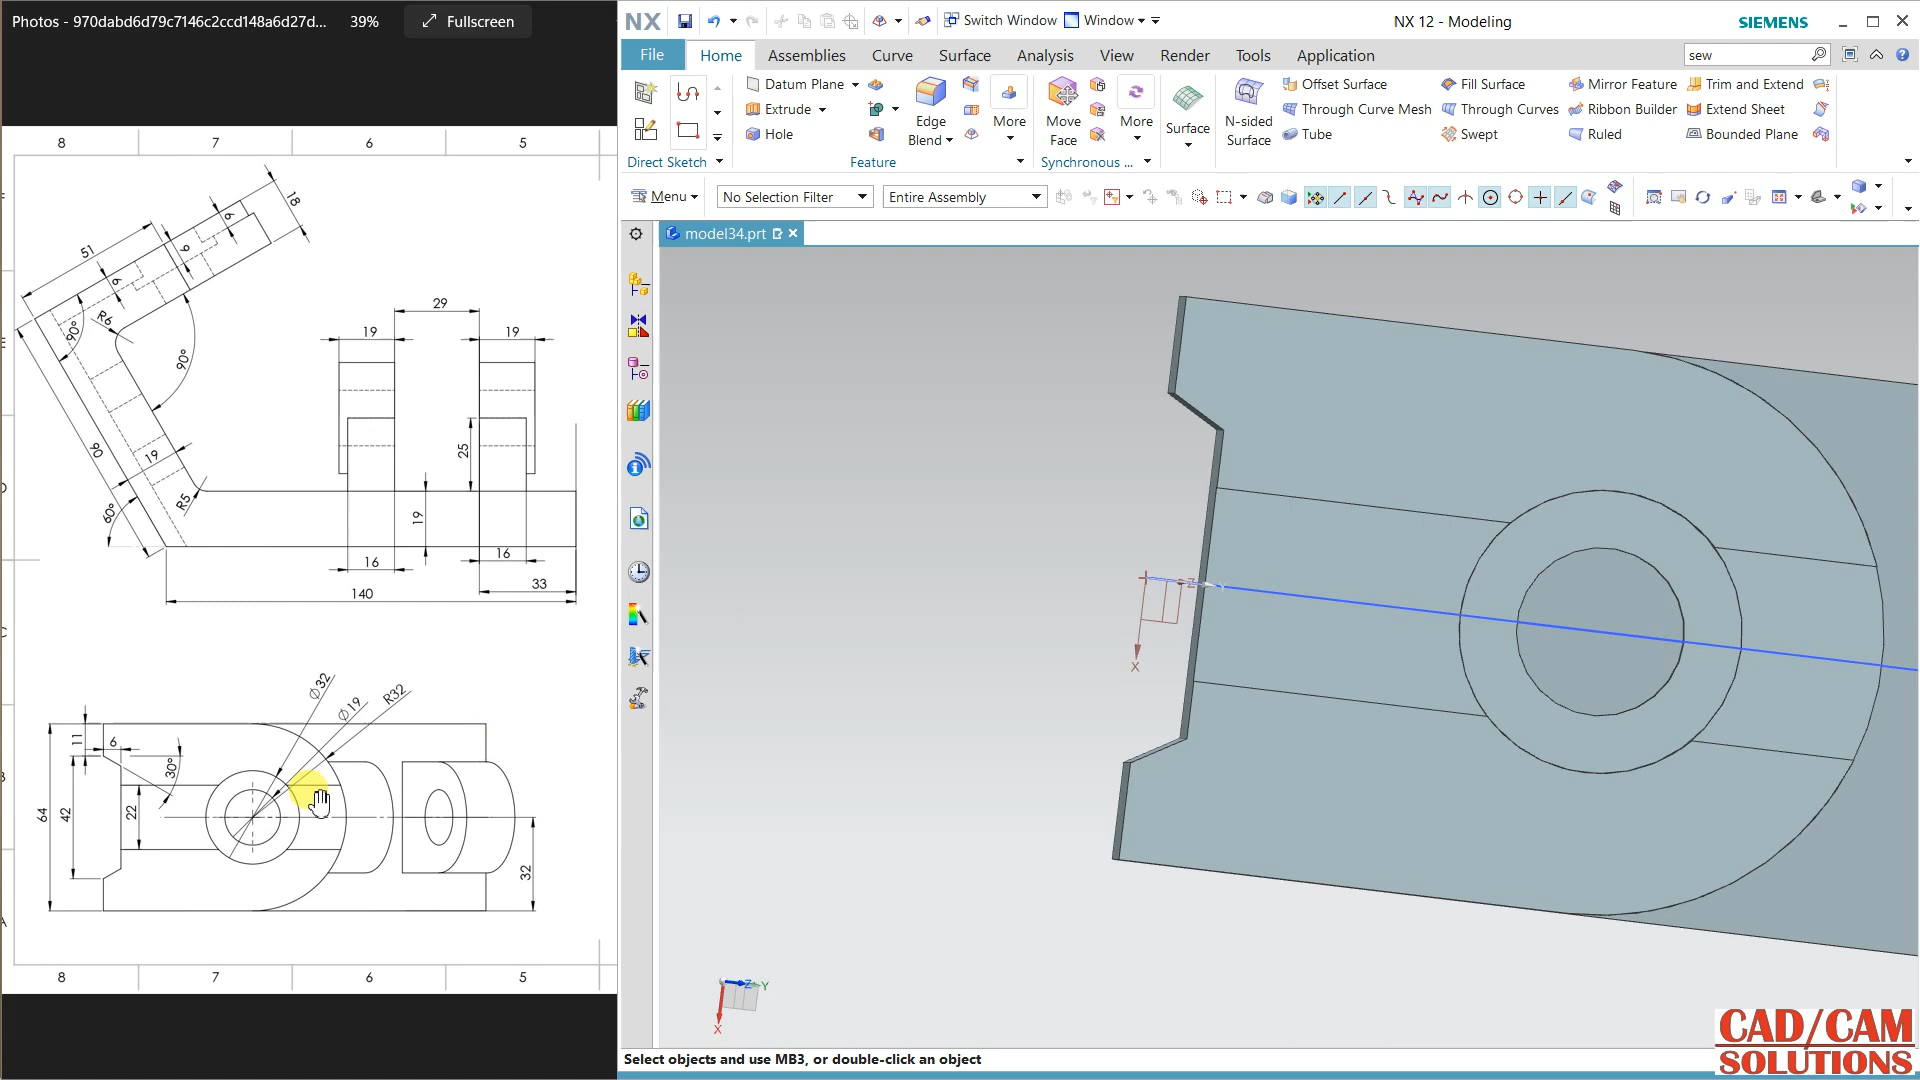 Photos - 970dabd6d79c7146c2ccd148a6d27d...
39%
Fullscreen
NX
Switch Window
Window
NX 12 - Modeling
SIEMENS
File
Home
Assemblies
Curve
Surface
Analysis
View
Render
Tools
Application
sew
Datum Plane
Extrude
Hole
Edge
Blend
More
Move
Face
More
Surface
N-sided
Surface
Offset Surface
Through Curve Mesh
Tube
Fill Surface
Through Curves
Swept
Mirror Feature
Ribbon Builder
Ruled
Trim and Extend
Extend Sheet
Bounded Plane
Direct Sketch
Feature
Synchronous ...
Menu
No Selection Filter
Entire Assembly
model34.prt
8 7 6 5
18
6
51
9
6
R6
90°
90°
29
19 19
90
19
25
60°
R5
19
16 16
33
140
∅32
∅19
R32
11
6
30°
64
42
22
32
8 7 6 5
Z
Y
X
Z
Y
X
Select objects and use MB3, or double-click an object
CAD/CAM
SOLUTIONS